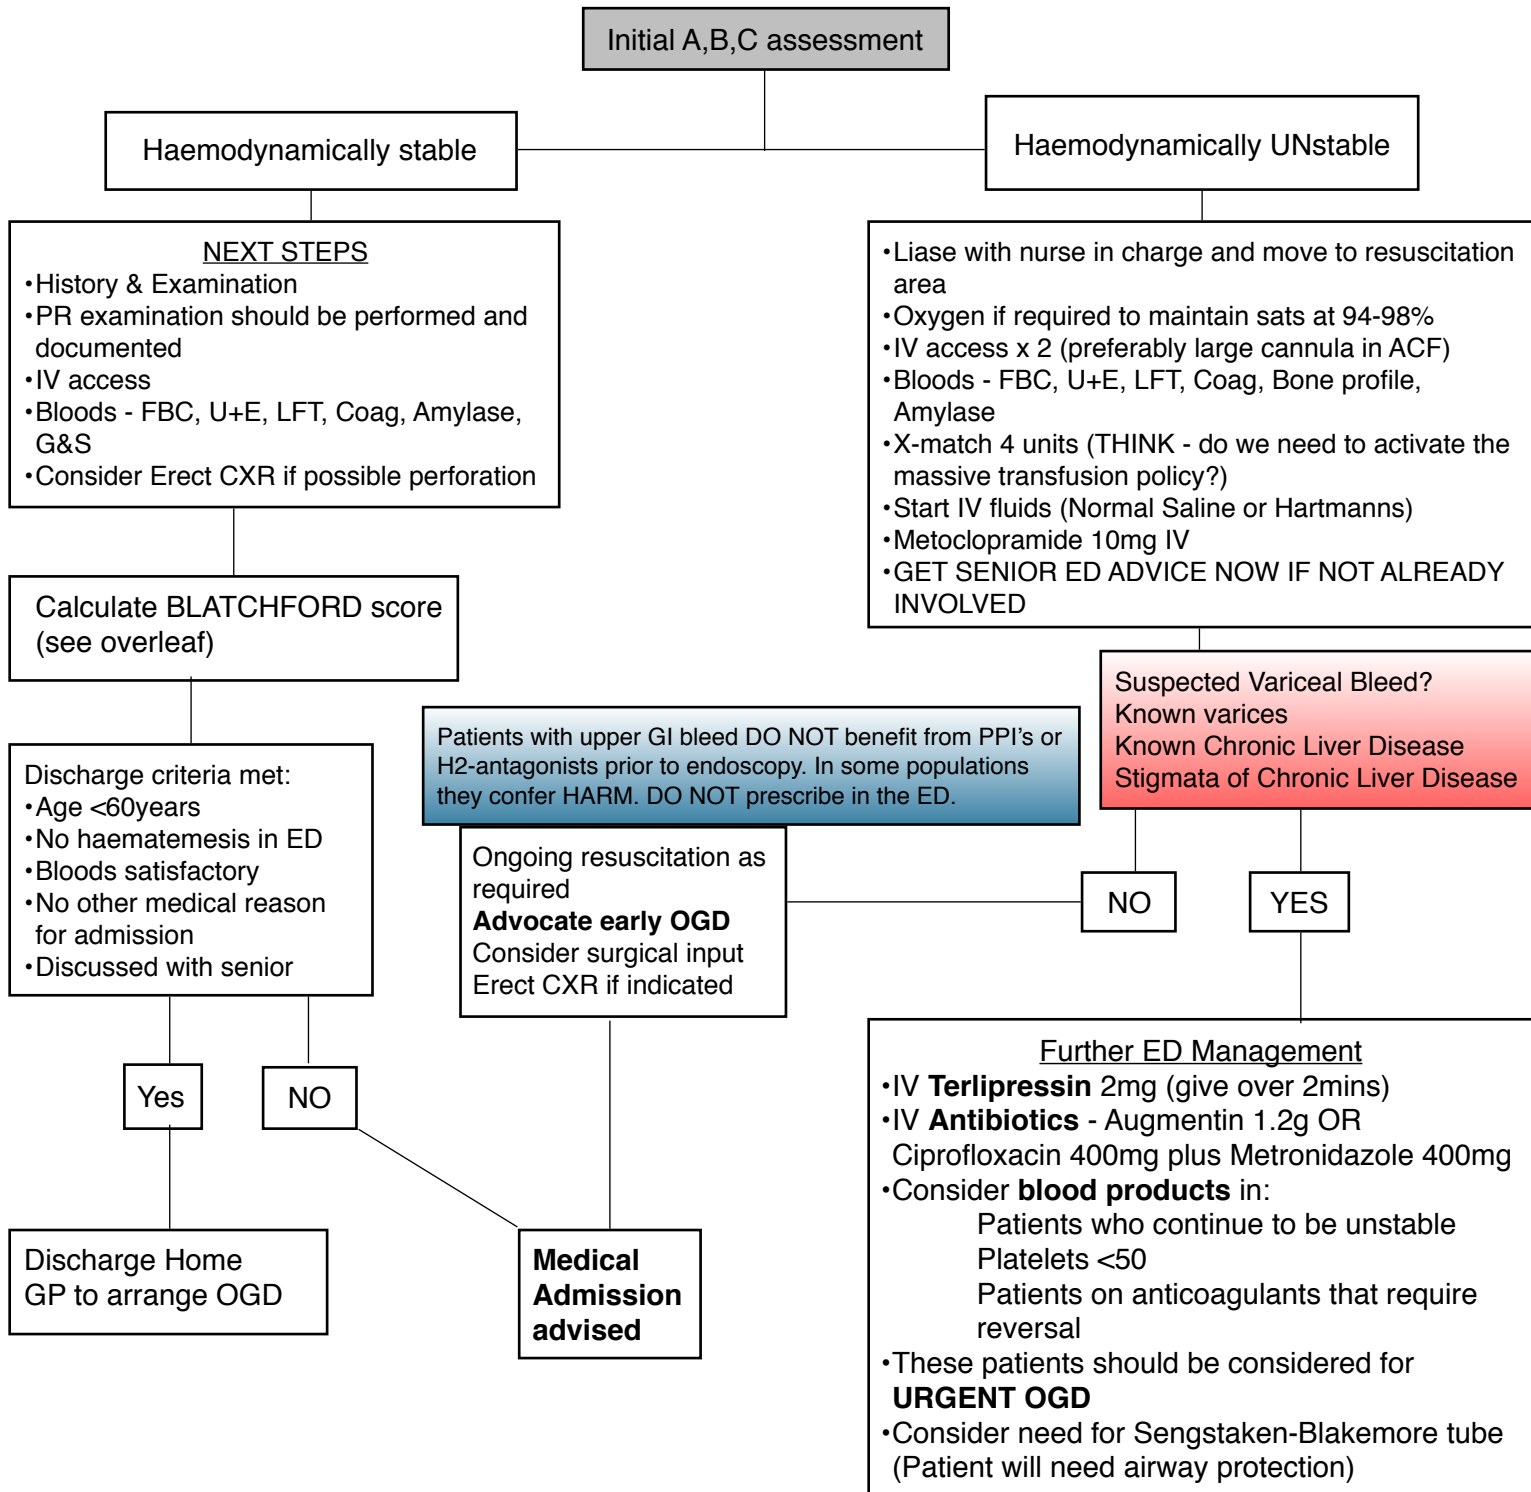 Initial A,B,C assessment
Haemodynamically stable
Haemodynamically UNstable
NEXT STEPS
•History & Examination
•PR examination should be performed and
documented
•IV access
•Bloods - FBC, U+E, LFT, Coag, Amylase,
G&S
•Consider Erect CXR if possible perforation
•Liase with nurse in charge and move to resuscitation
area
•Oxygen if required to maintain sats at 94-98%
•IV access x 2 (preferably large cannula in ACF)
•Bloods - FBC, U+E, LFT, Coag, Bone profile,
Amylase
•X-match 4 units (THINK - do we need to activate the
massive transfusion policy?)
•Start IV fluids (Normal Saline or Hartmanns)
•Metoclopramide 10mg IV
•GET SENIOR ED ADVICE NOW IF NOT ALREADY
INVOLVED
Calculate BLATCHFORD score
(see overleaf)
Suspected Variceal Bleed?
Known varices
Known Chronic Liver Disease
Stigmata of Chronic Liver Disease
Patients with upper GI bleed DO NOT benefit from PPI's or
H2-antagonists prior to endoscopy. In some populations
they confer HARM. DO NOT prescribe in the ED.
Discharge criteria met:
•Age <60years
•No haematemesis in ED
•Bloods satisfactory
•No other medical reason
for admission
•Discussed with senior
Ongoing resuscitation as
required
Advocate early OGD
Consider surgical input
Erect CXR if indicated
NO
YES
Yes
NO
Further ED Management
•IV Terlipressin 2mg (give over 2mins)
•IV Antibiotics - Augmentin 1.2g OR
Ciprofloxacin 400mg plus Metronidazole 400mg
•Consider blood products in:
Patients who continue to be unstable
Platelets <50
Patients on anticoagulants that require
reversal
•These patients should be considered for
URGENT OGD
•Consider need for Sengstaken-Blakemore tube
(Patient will need airway protection)
Discharge Home
GP to arrange OGD
Medical
Admission
advised